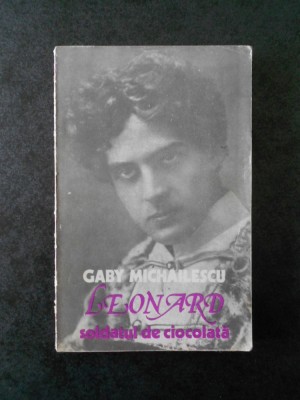 GABY MICHAILESCU
LEONARD
soldatul de ciocolată